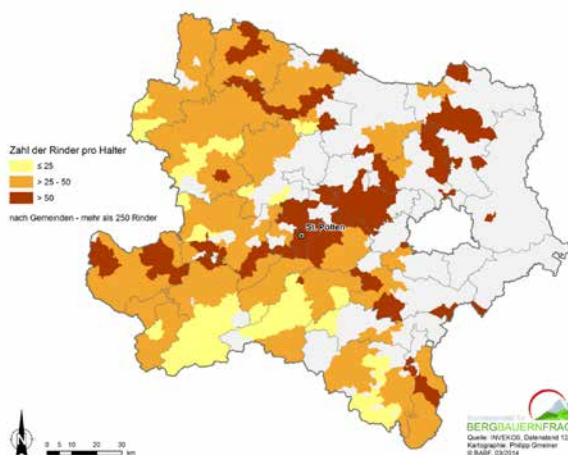 Zahl der Rinder pro Halter
≤ 25
> 25 - 50
> 50
nach Gemeinden - mehr als 250 Rinder
St. Pölten
N
0 5 10 20 30
km
BERGBAUERNFRAG
Quelle: INVEKOS, Datenstand 12
Kartographie: Philipp Gmeiner
© BABF, 03/2014